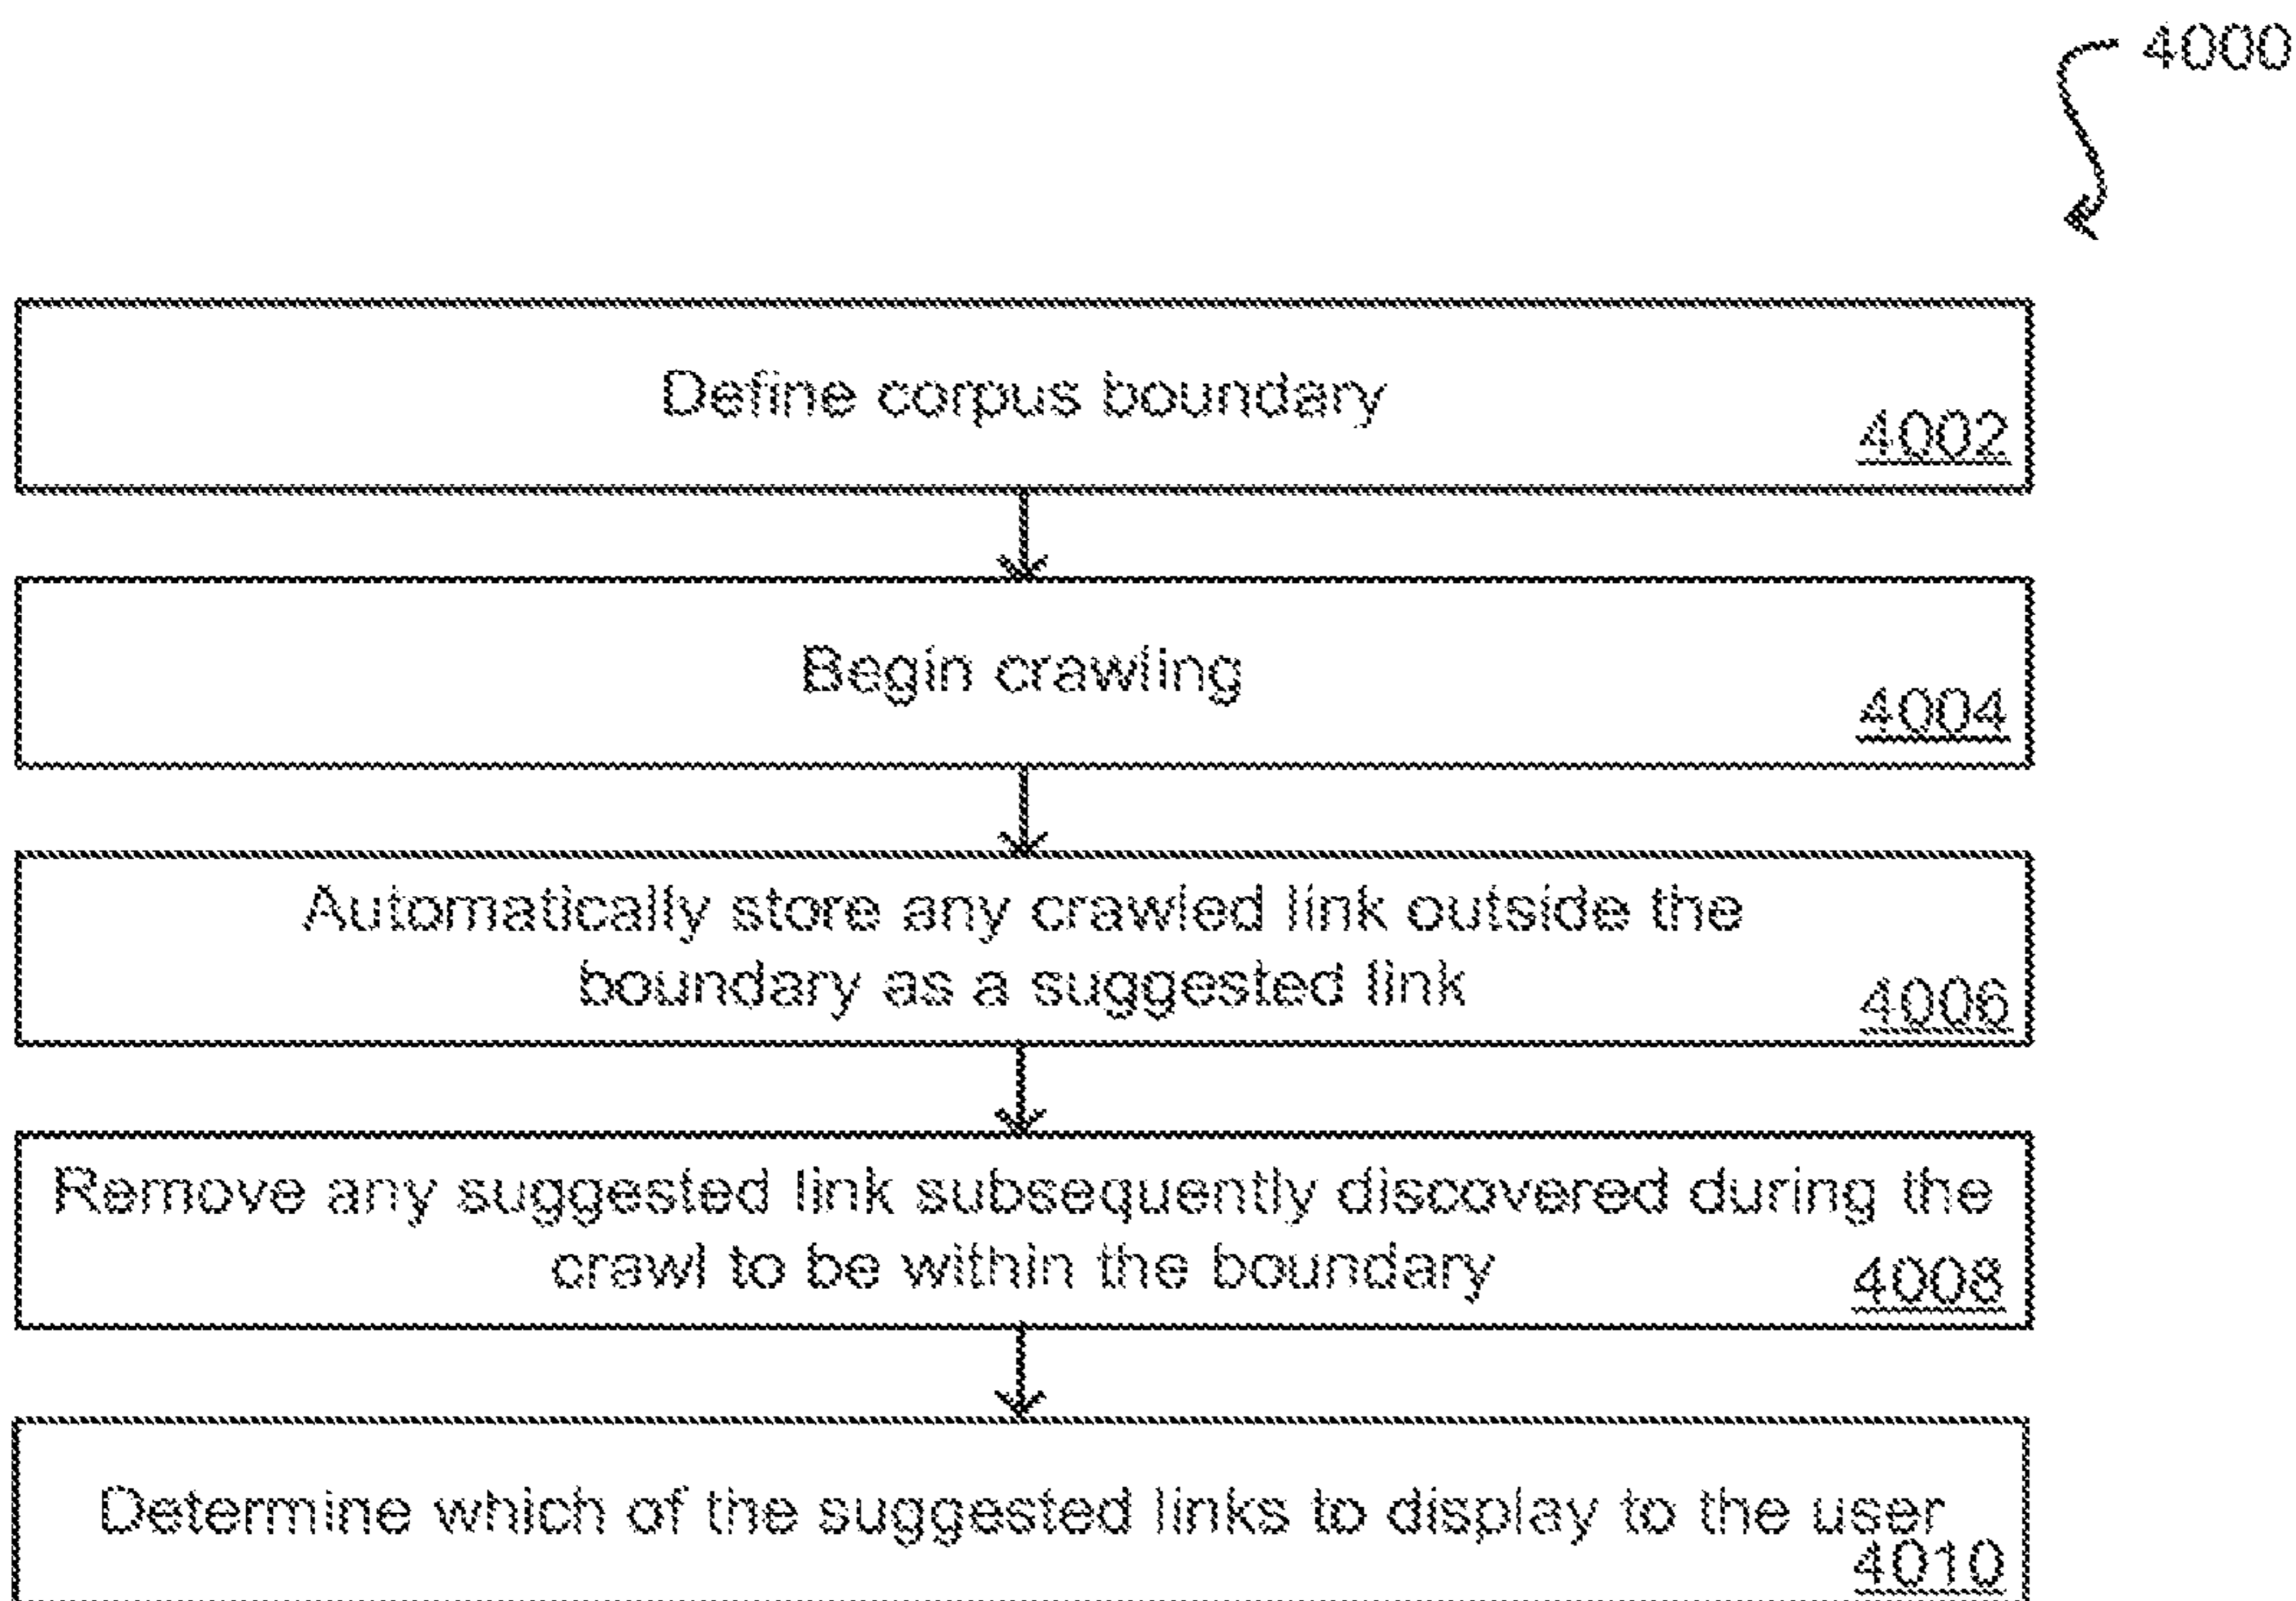 4000
Define corpus boundary
4002
Begin crawling
4004
Automatically store any crawled link outside the
boundary as a suggested link
4006
Remove any suggested link subsequently discovered during the
crawl to be within the boundary
4008
Determine which of the suggested links to display to the user
4010